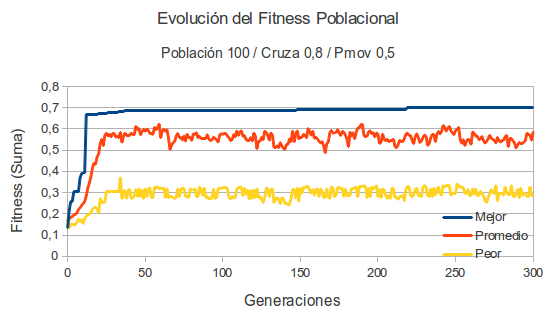 Evolución del Fitness Poblacional
Población 100 / Cruza 0,8 / Pmov 0,5
Fitness (Suma)
0,8
0,7
0,6
0,5
0,4
0,3
0,2
0,1
0
0 50 100 150 200 250 300
Generaciones
Mejor
Promedio
Peor